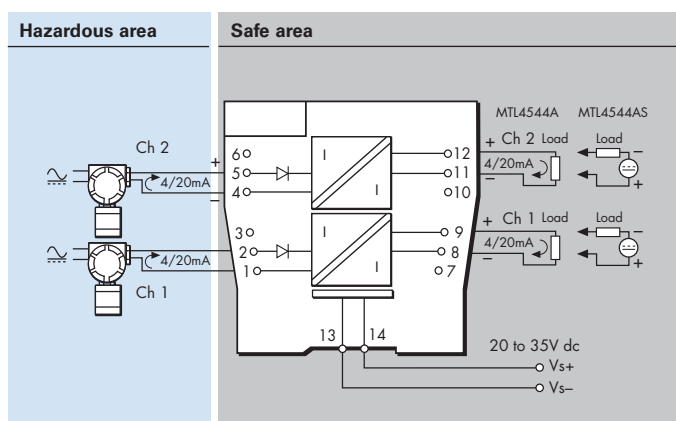 Hazardous area
Safe area
MTL4544A MTL4544AS
Ch 2
+
4/20mA
–
6
5
4
I
I
12
11
10
+ Ch 2 Load
4/20mA
–
Load
–
+
4/20mA
Ch 1
3
2
1
I
I
9
8
7
+ Ch 1 Load
4/20mA
–
Load
–
+
13 14
20 to 35V dc
Vs+
Vs–